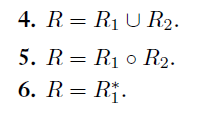 4. R = R₁ ∪ R₂.
5. R = R₁ ∘ R₂.
6. R = R₁*.